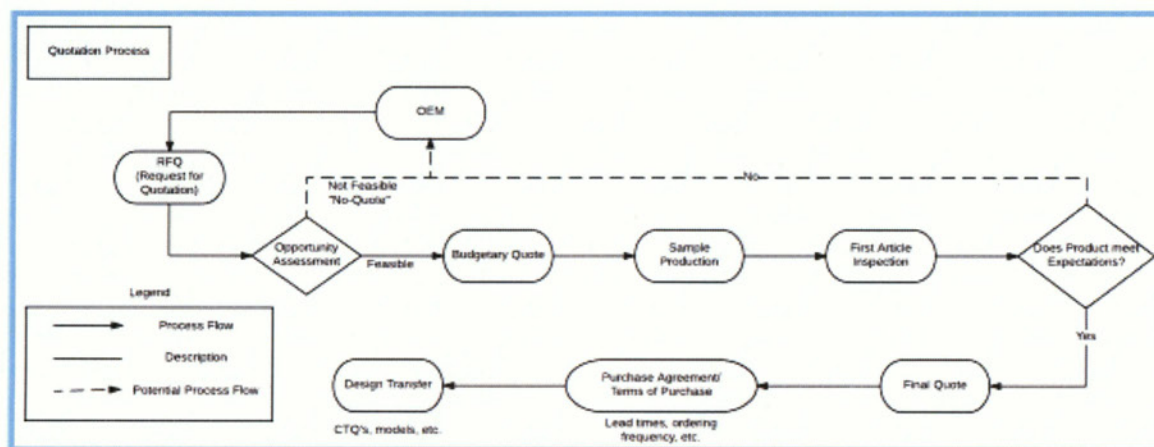 Quotation Process
OEM
RFQ
(Request for
Quotation)
Not Feasible
"No-Quote"
No
Opportunity
Assessment
Feasible
Budgetary Quote
Sample
Production
First Article
Inspection
Does Product meet
Expectations?
Legend
Process Flow
Description
Potential Process Flow
Yes
Design Transfer
CTQ's, models, etc.
Purchase Agreement/
Terms of Purchase
Lead times, ordering
frequency, etc.
Final Quote